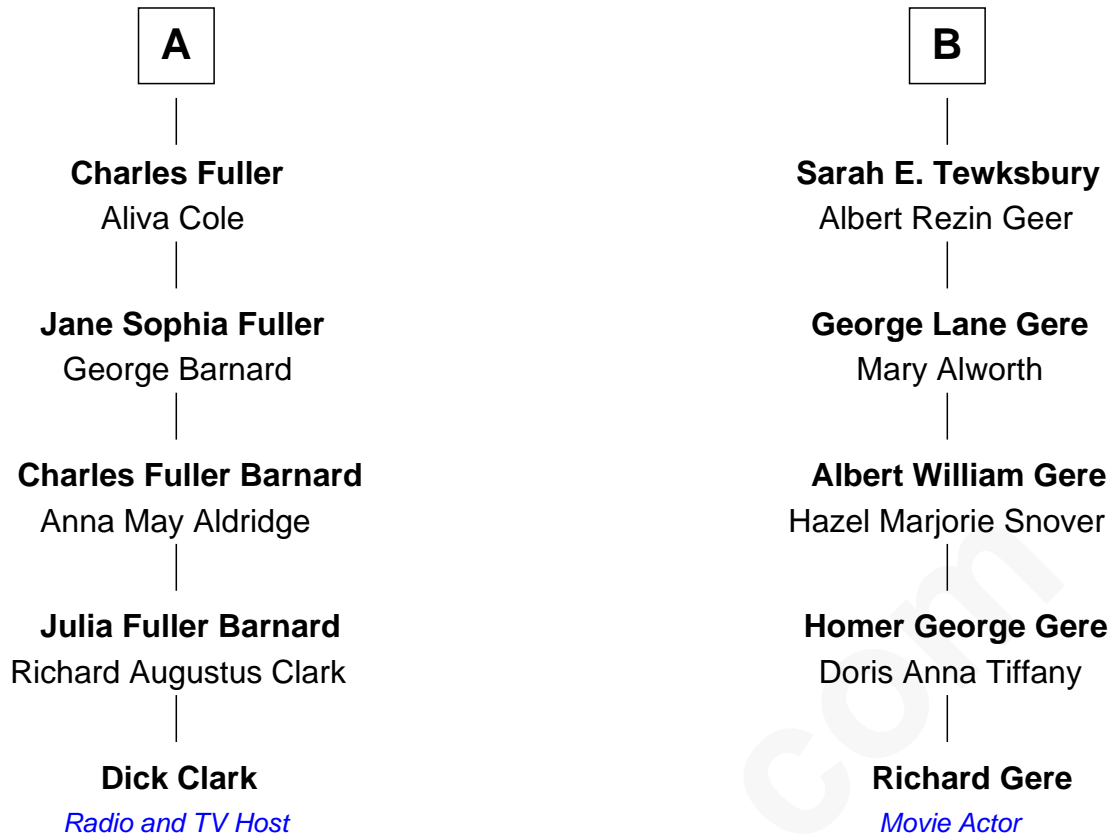 A
Charles Fuller
Aliva Cole
Jane Sophia Fuller
George Barnard
Charles Fuller Barnard
Anna May Aldridge
Julia Fuller Barnard
Richard Augustus Clark
Dick Clark
Radio and TV Host
B
Sarah E. Tewksbury
Albert Rezin Geer
George Lane Gere
Mary Alworth
Albert William Gere
Hazel Marjorie Snover
Homer George Gere
Doris Anna Tiffany
Richard Gere
Movie Actor
com